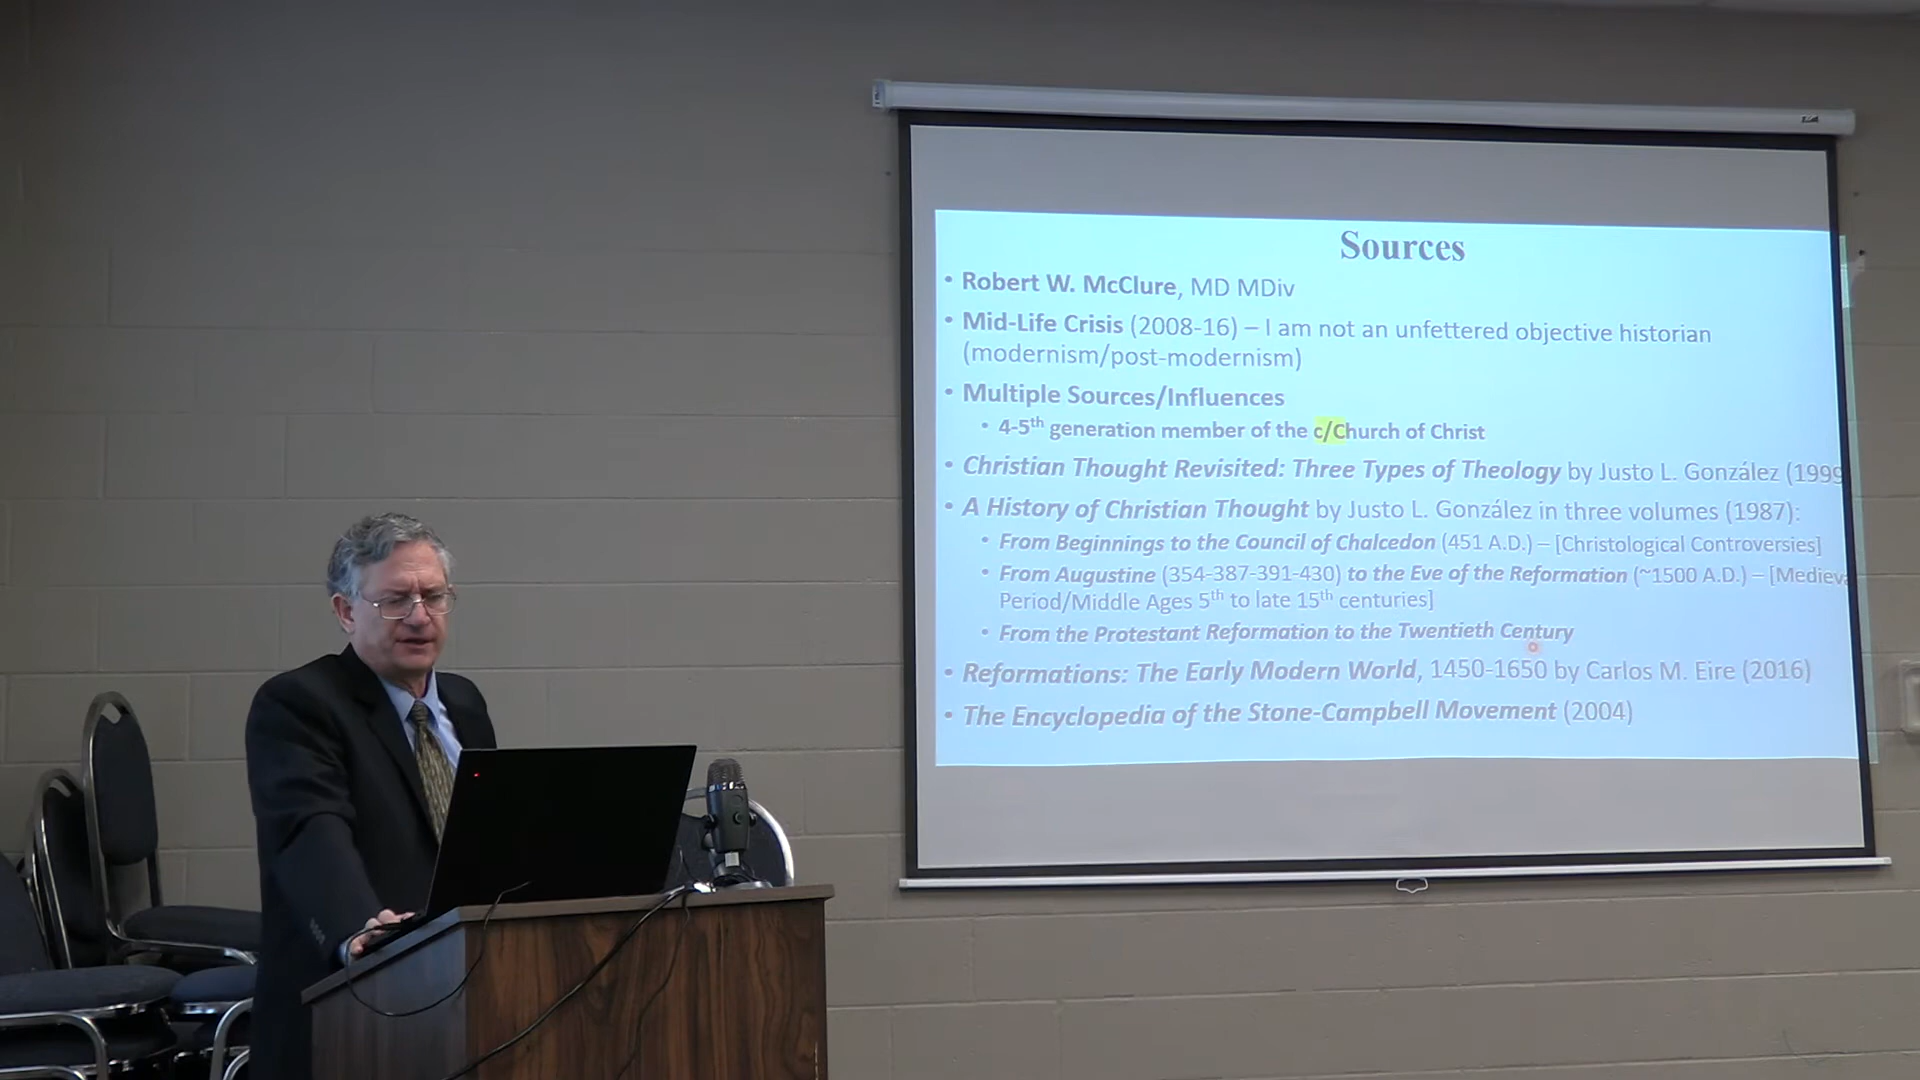 Sources
• Robert W. McClure, MD MDiv
• Mid-Life Crisis (2008-16) – I am not an unfettered objective historian
(modernism/post-modernism)
• Multiple Sources/Influences
• 4-5th generation member of the c/Church of Christ
• Christian Thought Revisited: Three Types of Theology by Justo L. González (1999
• A History of Christian Thought by Justo L. González in three volumes (1987):
• From Beginnings to the Council of Chalcedon (451 A.D.) – [Christological Controversies]
• From Augustine (354-387-391-430) to the Eve of the Reformation (~1500 A.D.) – [Medieva
Period/Middle Ages 5th to late 15th centuries]
• From the Protestant Reformation to the Twentieth Century
• Reformations: The Early Modern World, 1450-1650 by Carlos M. Eire (2016)
• The Encyclopedia of the Stone-Campbell Movement (2004)